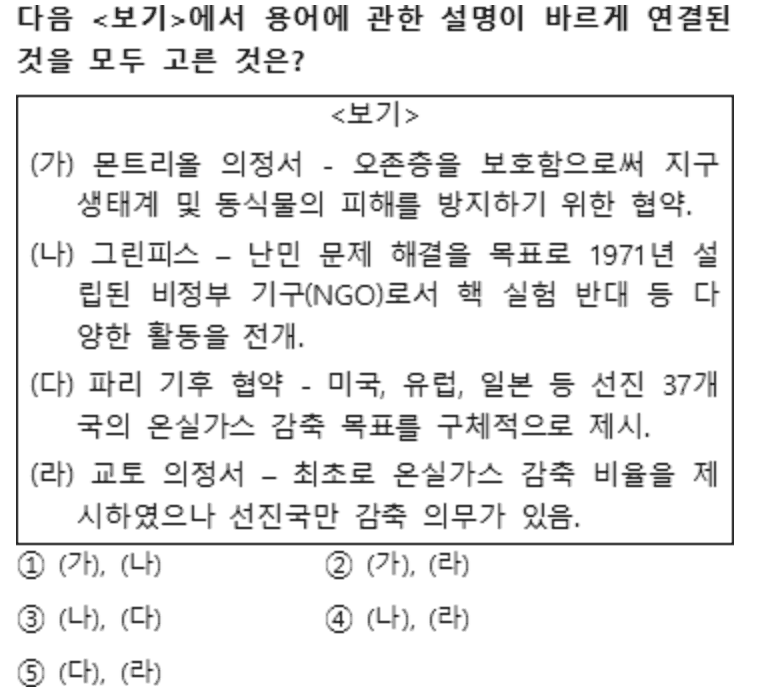 다음 <보기>에서 용어에 관한 설명이 바르게 연결된
것을 모두 고른 것은?
<보기>
(가) 몬트리올 의정서 - 오존층을 보호함으로써 지구
생태계 및 동식물의 피해를 방지하기 위한 협약.
(나) 그린피스 – 난민 문제 해결을 목표로 1971년 설
립된 비정부 기구(NGO)로서 핵 실험 반대 등 다
양한 활동을 전개.
(다) 파리 기후 협약 - 미국, 유럽, 일본 등 선진 37개
국의 온실가스 감축 목표를 구체적으로 제시.
(라) 교토 의정서 – 최초로 온실가스 감축 비율을 제
시하였으나 선진국만 감축 의무가 있음.
① (가), (나) ② (가), (라)
③ (나), (다) ④ (나), (라)
⑤ (다), (라)